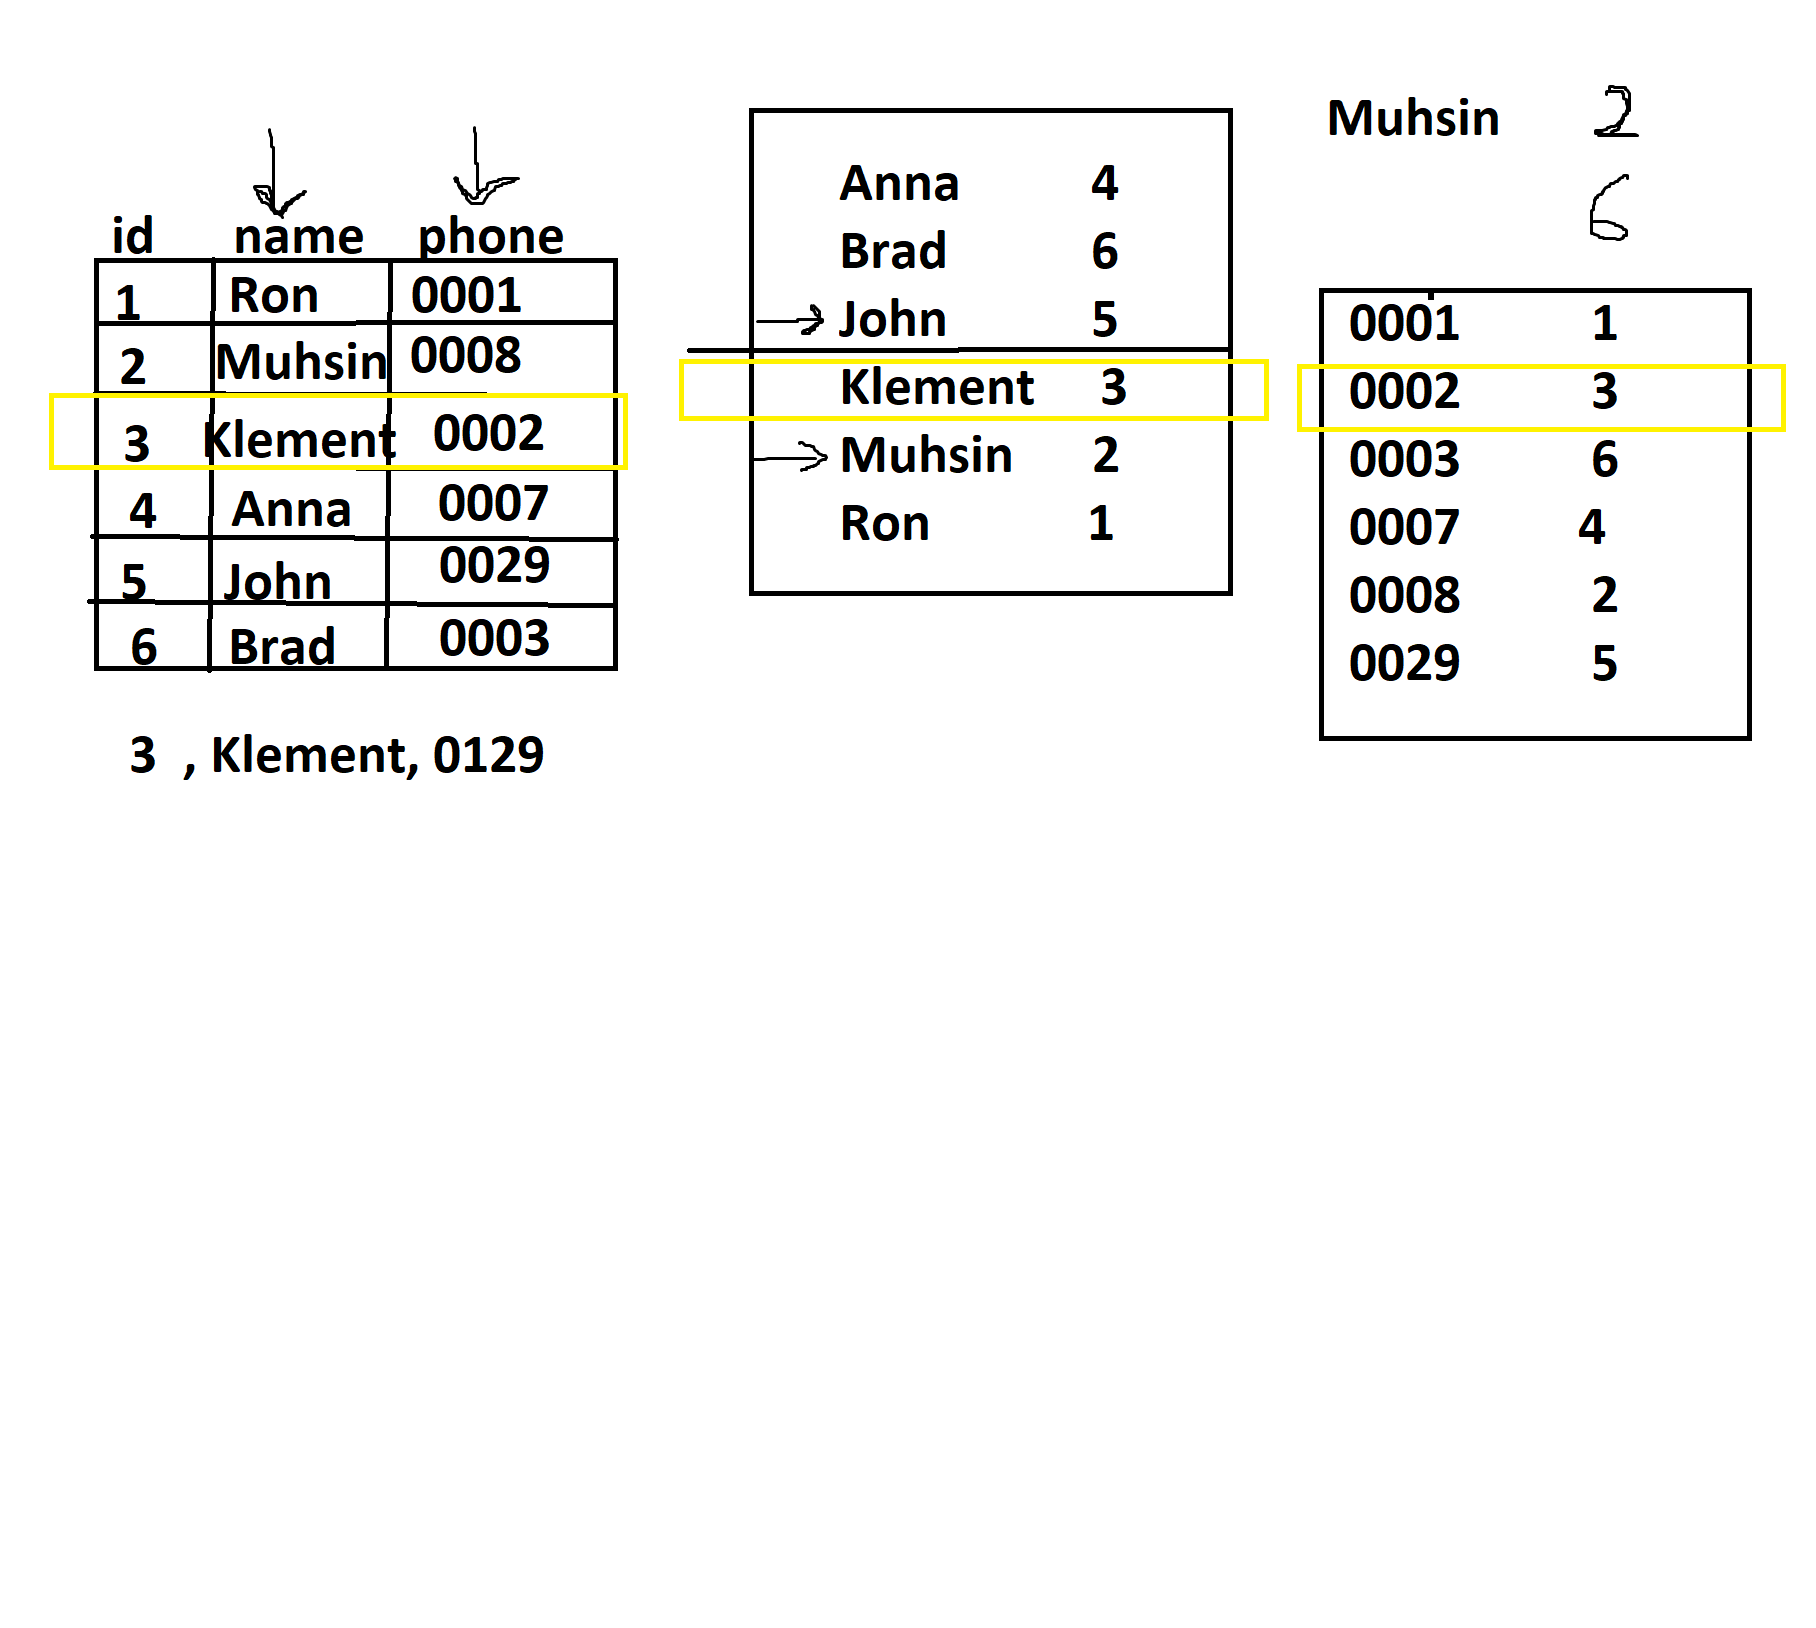 id name phone
1 Ron 0001
2 Muhsin 0008
3 Klement 0002
4 Anna 0007
5 John 0029
6 Brad 0003
3 , Klement, 0129
Anna 4
Brad 6
John 5
Klement 3
Muhsin 2
Ron 1
Muhsin 2
6
0001 1
0002 3
0003 6
0007 4
0008 2
0029 5